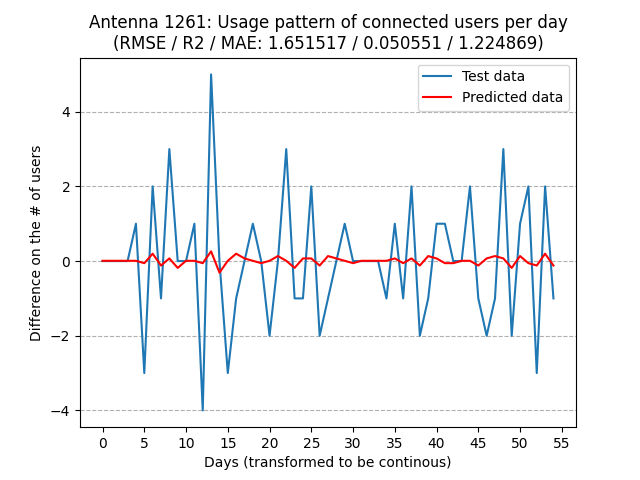 Antenna 1261: Usage pattern of connected users per day
(RMSE / R2 / MAE: 1.651517 / 0.050551 / 1.224869)
Test data
Predicted data
Difference on the # of users
4
2
0
−2
−4
0 5 10 15 20 25 30 35 40 45 50 55
Days (transformed to be continous)